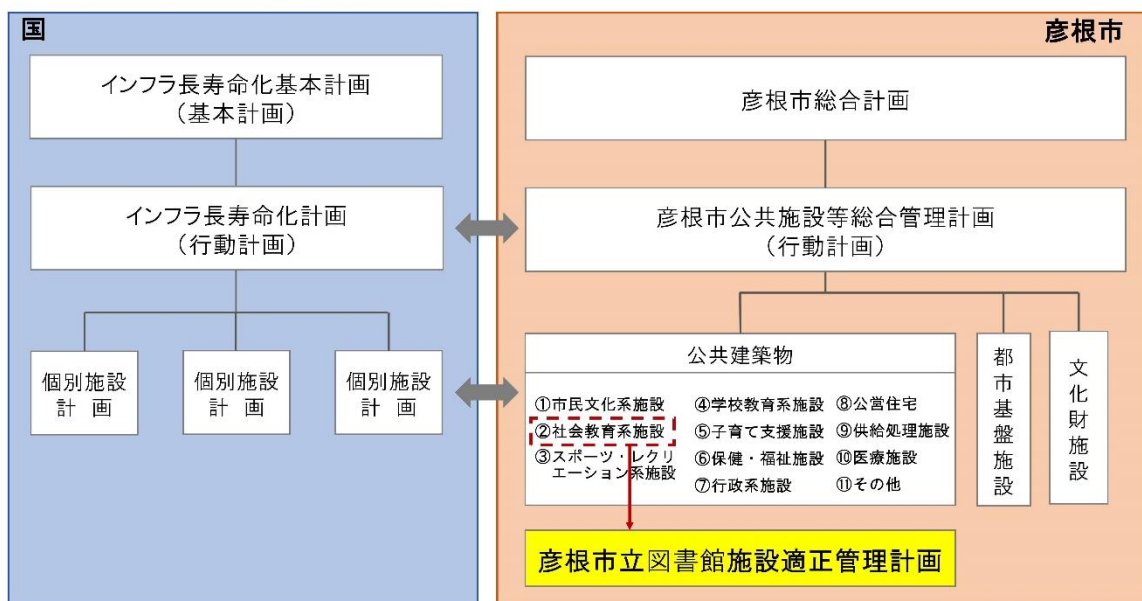 国
インフラ長寿命化基本計画
(基本計画)
インフラ長寿命化計画
(行動計画)
個別施設
計　画
個別施設
計　画
個別施設
計　画
彦根市
彦根市総合計画
彦根市公共施設等総合管理計画
(行動計画)
公共建築物
①市民文化系施設
②社会教育系施設
③スポーツ・レクリ
エーション系施設
④学校教育系施設
⑤子育て支援施設
⑥保健・福祉施設
⑦行政系施設
⑧公営住宅
⑨供給処理施設
⑩医療施設
⑪その他
都市基盤施設
文化財施設
彦根市立図書館施設適正管理計画